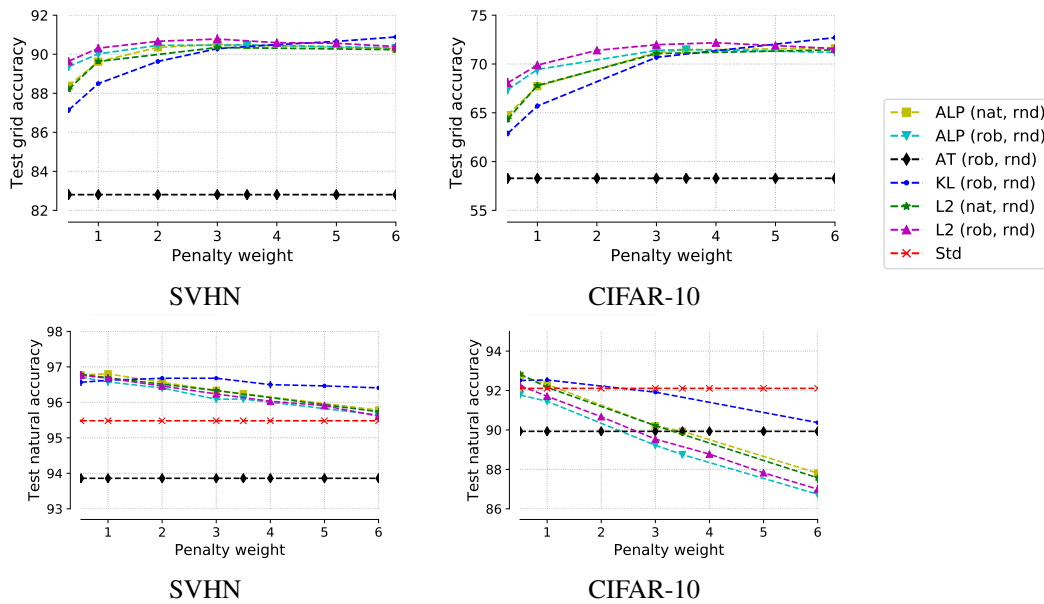 92
90
88
86
84
82
Test grid accuracy
1 2 3 4 5 6
Penalty weight
SVHN
75
70
65
60
55
Test grid accuracy
1 2 3 4 5 6
Penalty weight
CIFAR-10
ALP (nat, rnd)
ALP (rob, rnd)
AT (rob, rnd)
KL (rob, rnd)
L2 (nat, rnd)
L2 (rob, rnd)
Std
98
97
96
95
94
93
Test natural accuracy
1 2 3 4 5 6
Penalty weight
SVHN
94
92
90
88
86
Test natural accuracy
1 2 3 4 5 6
Penalty weight
CIFAR-10